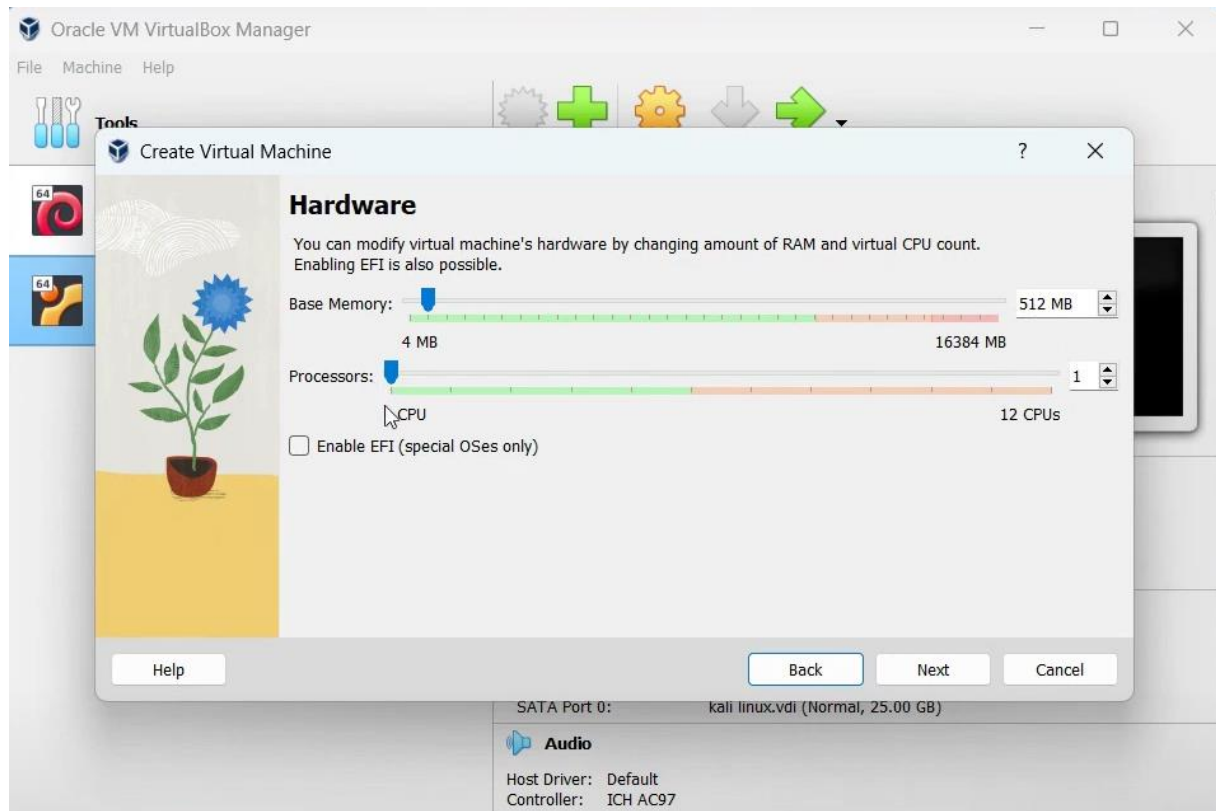 Oracle VM VirtualBox Manager
File Machine Help
Tools
Create Virtual Machine
?
64
64
Hardware
You can modify virtual machine's hardware by changing amount of RAM and virtual CPU count.
Enabling EFI is also possible.
Base Memory:
512 MB
4 MB
16384 MB
Processors:
1
CPU
12 CPUs
Enable EFI (special OSes only)
Help
Back
Next
Cancel
SATA Port 0: kali linux.vdi (Normal, 25.00 GB)
Audio
Host Driver: Default
Controller: ICH AC97